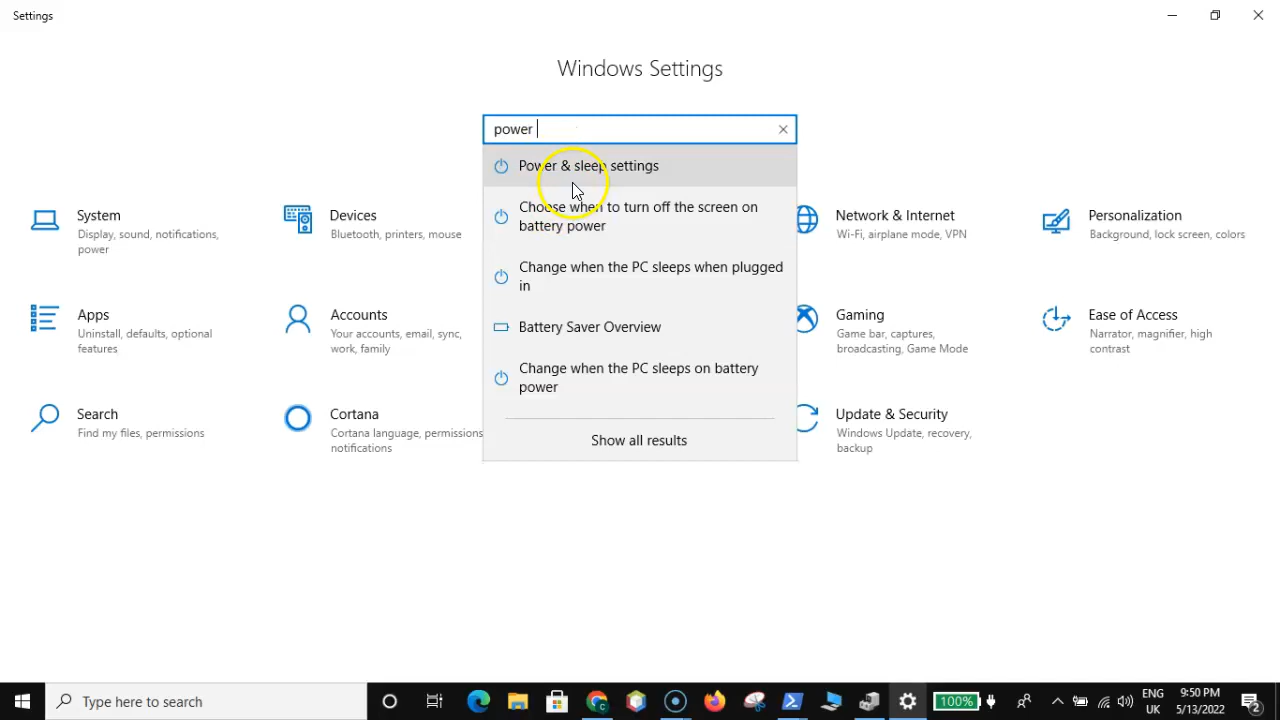 Settings
Windows Settings
power
Power & sleep settings
Choose when to turn off the screen on
battery power
Change when the PC sleeps when plugged
in
Battery Saver Overview
Change when the PC sleeps on battery
power
Show all results
System
Display, sound, notifications,
power
Devices
Bluetooth, printers, mouse
Network & Internet
Wi-Fi, airplane mode, VPN
Personalization
Background, lock screen, colors
Apps
Uninstall, defaults, optional
features
Accounts
Your accounts, email, sync,
work, family
Gaming
Game bar, captures,
broadcasting, Game Mode
Ease of Access
Narrator, magnifier, high
contrast
Search
Find my files, permissions
Cortana
Cortana language, permissions
notifications
Update & Security
Windows Update, recovery,
backup
Type here to search
100%
ENG
UK
9:50 PM
5/13/2022
2